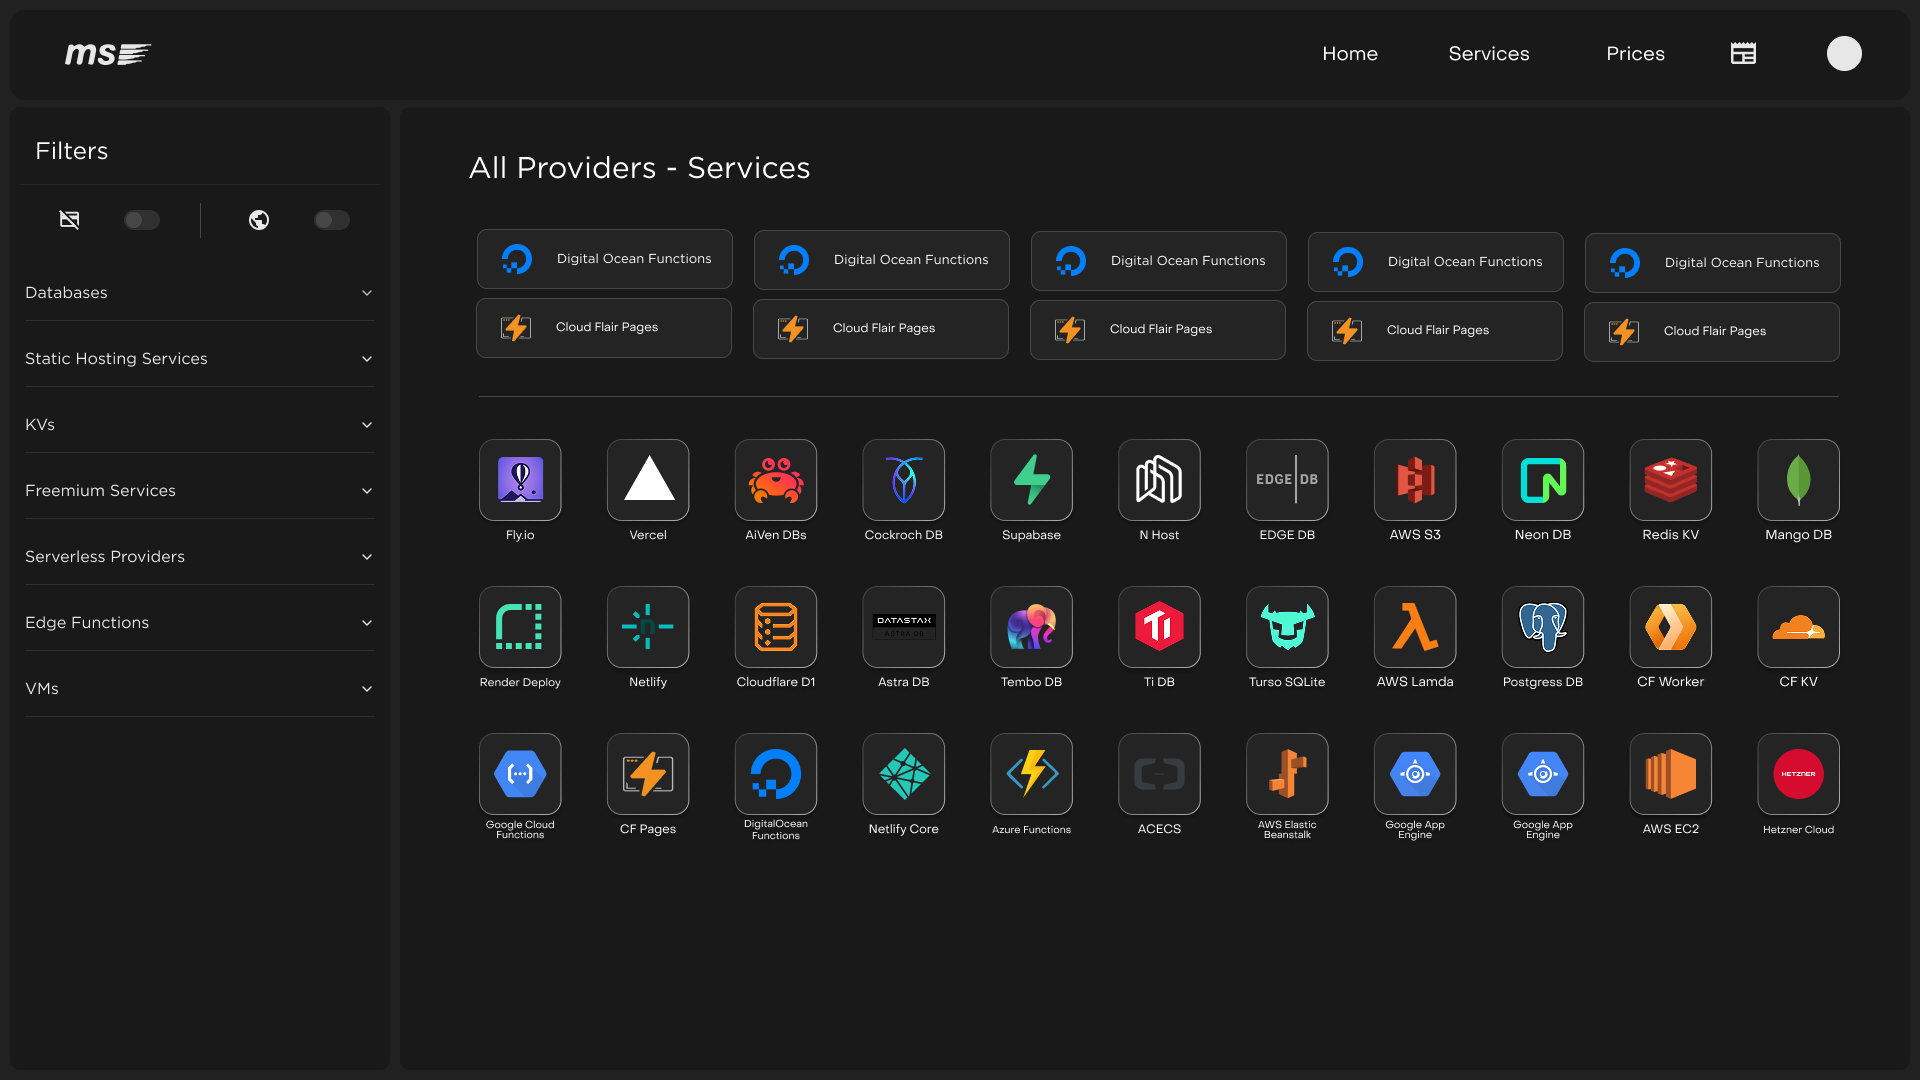 ms
Home
Services
Prices
Filters
Databases
Static Hosting Services
KVs
Freemium Services
Serverless Providers
Edge Functions
VMs
All Providers - Services
Digital Ocean Functions
Digital Ocean Functions
Digital Ocean Functions
Digital Ocean Functions
Digital Ocean Functions
Cloud Flair Pages
Cloud Flair Pages
Cloud Flair Pages
Cloud Flair Pages
Cloud Flair Pages
EDGE DB
Fly.io
Vercel
AiVen DBs
Cockroch DB
Supabase
N Host
EDGE DB
AWS S3
Neon DB
Redis KV
Mango DB
n
DATASTAX
ASTRA DB
Ti
Render Deploy
Netlify
Cloudflare D1
Astra DB
Tembo DB
Ti DB
Turso SQLite
AWS Lamda
Postgress DB
CF Worker
CF KV
HETZNER
Google Cloud
Functions
CF Pages
DigitalOcean
Functions
Netlify Core
Azure Functions
ACECS
AWS Elastic
Beanstalk
Google App
Engine
Google App
Engine
AWS EC2
Hetzner Cloud